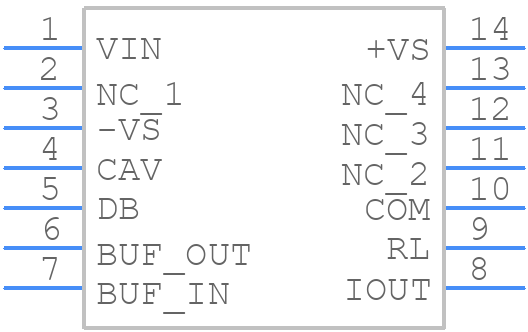 1 VIN +VS 14
2 NC_1 NC_4 13
3 -VS NC_3 12
4 CAV NC_2 11
5 DB COM 10
6 BUF_OUT RL 9
7 BUF_IN IOUT 8